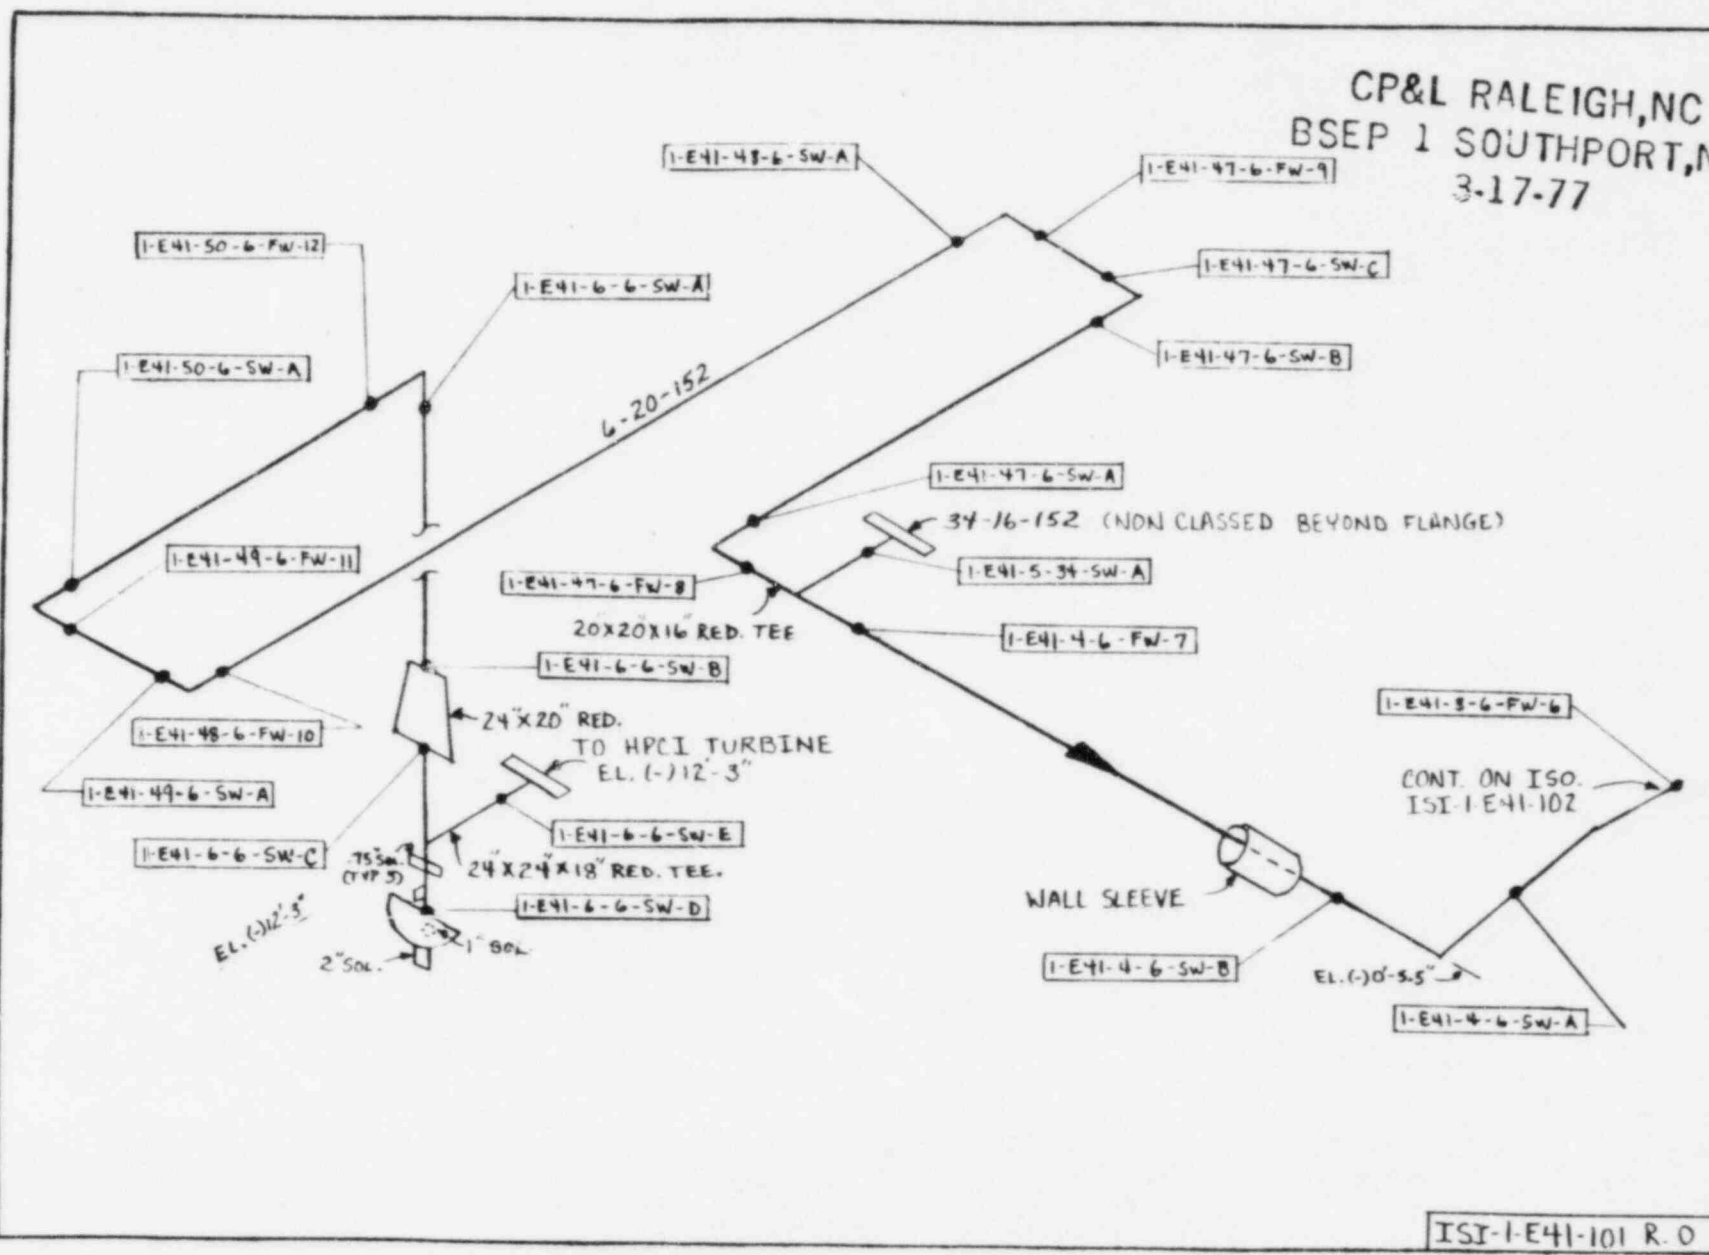 CP&L RALEIGH,NC
BSEP 1 SOUTHPORT,N
3-17-77
1-E41-48-6-SW-A
1-E41-47-6-FW-9
1-E41-50-6-FW-12
1-E41-6-6-SW-A
1-E41-47-6-SW-C
1-E41-50-6-SW-A
1-E41-47-6-SW-B
6-20-152
1-E41-47-6-SW-A
34-16-152 (NON CLASSED BEYOND FLANGE)
1-E41-49-6-FW-11
1-E41-47-6-FW-8
1-E41-5-34-SW-A
20"X20"X16" RED. TEE
1-E41-4-6-FW-7
1-E41-6-6-SW-B
1-E41-3-6-FW-6
24"X20" RED.
1-E41-48-6-FW-10
TO HPCI TURBINE
EL. (-)12'-3"
CONT. ON ISO.
ISI-1-E41-102
1-E41-49-6-SW-A
1-E41-6-6-SW-E
1-E41-6-6-SW-C
.75" SOL.
(TYP 3)
24"X24"X18" RED. TEE.
WALL SLEEVE
1-E41-6-6-SW-D
EL. (-)12'-3"
1" SOL
2" SOL.
1-E41-4-6-SW-B
EL. (-)0'-5.5"
1-E41-4-6-SW-A
ISI-1-E41-101 R. O